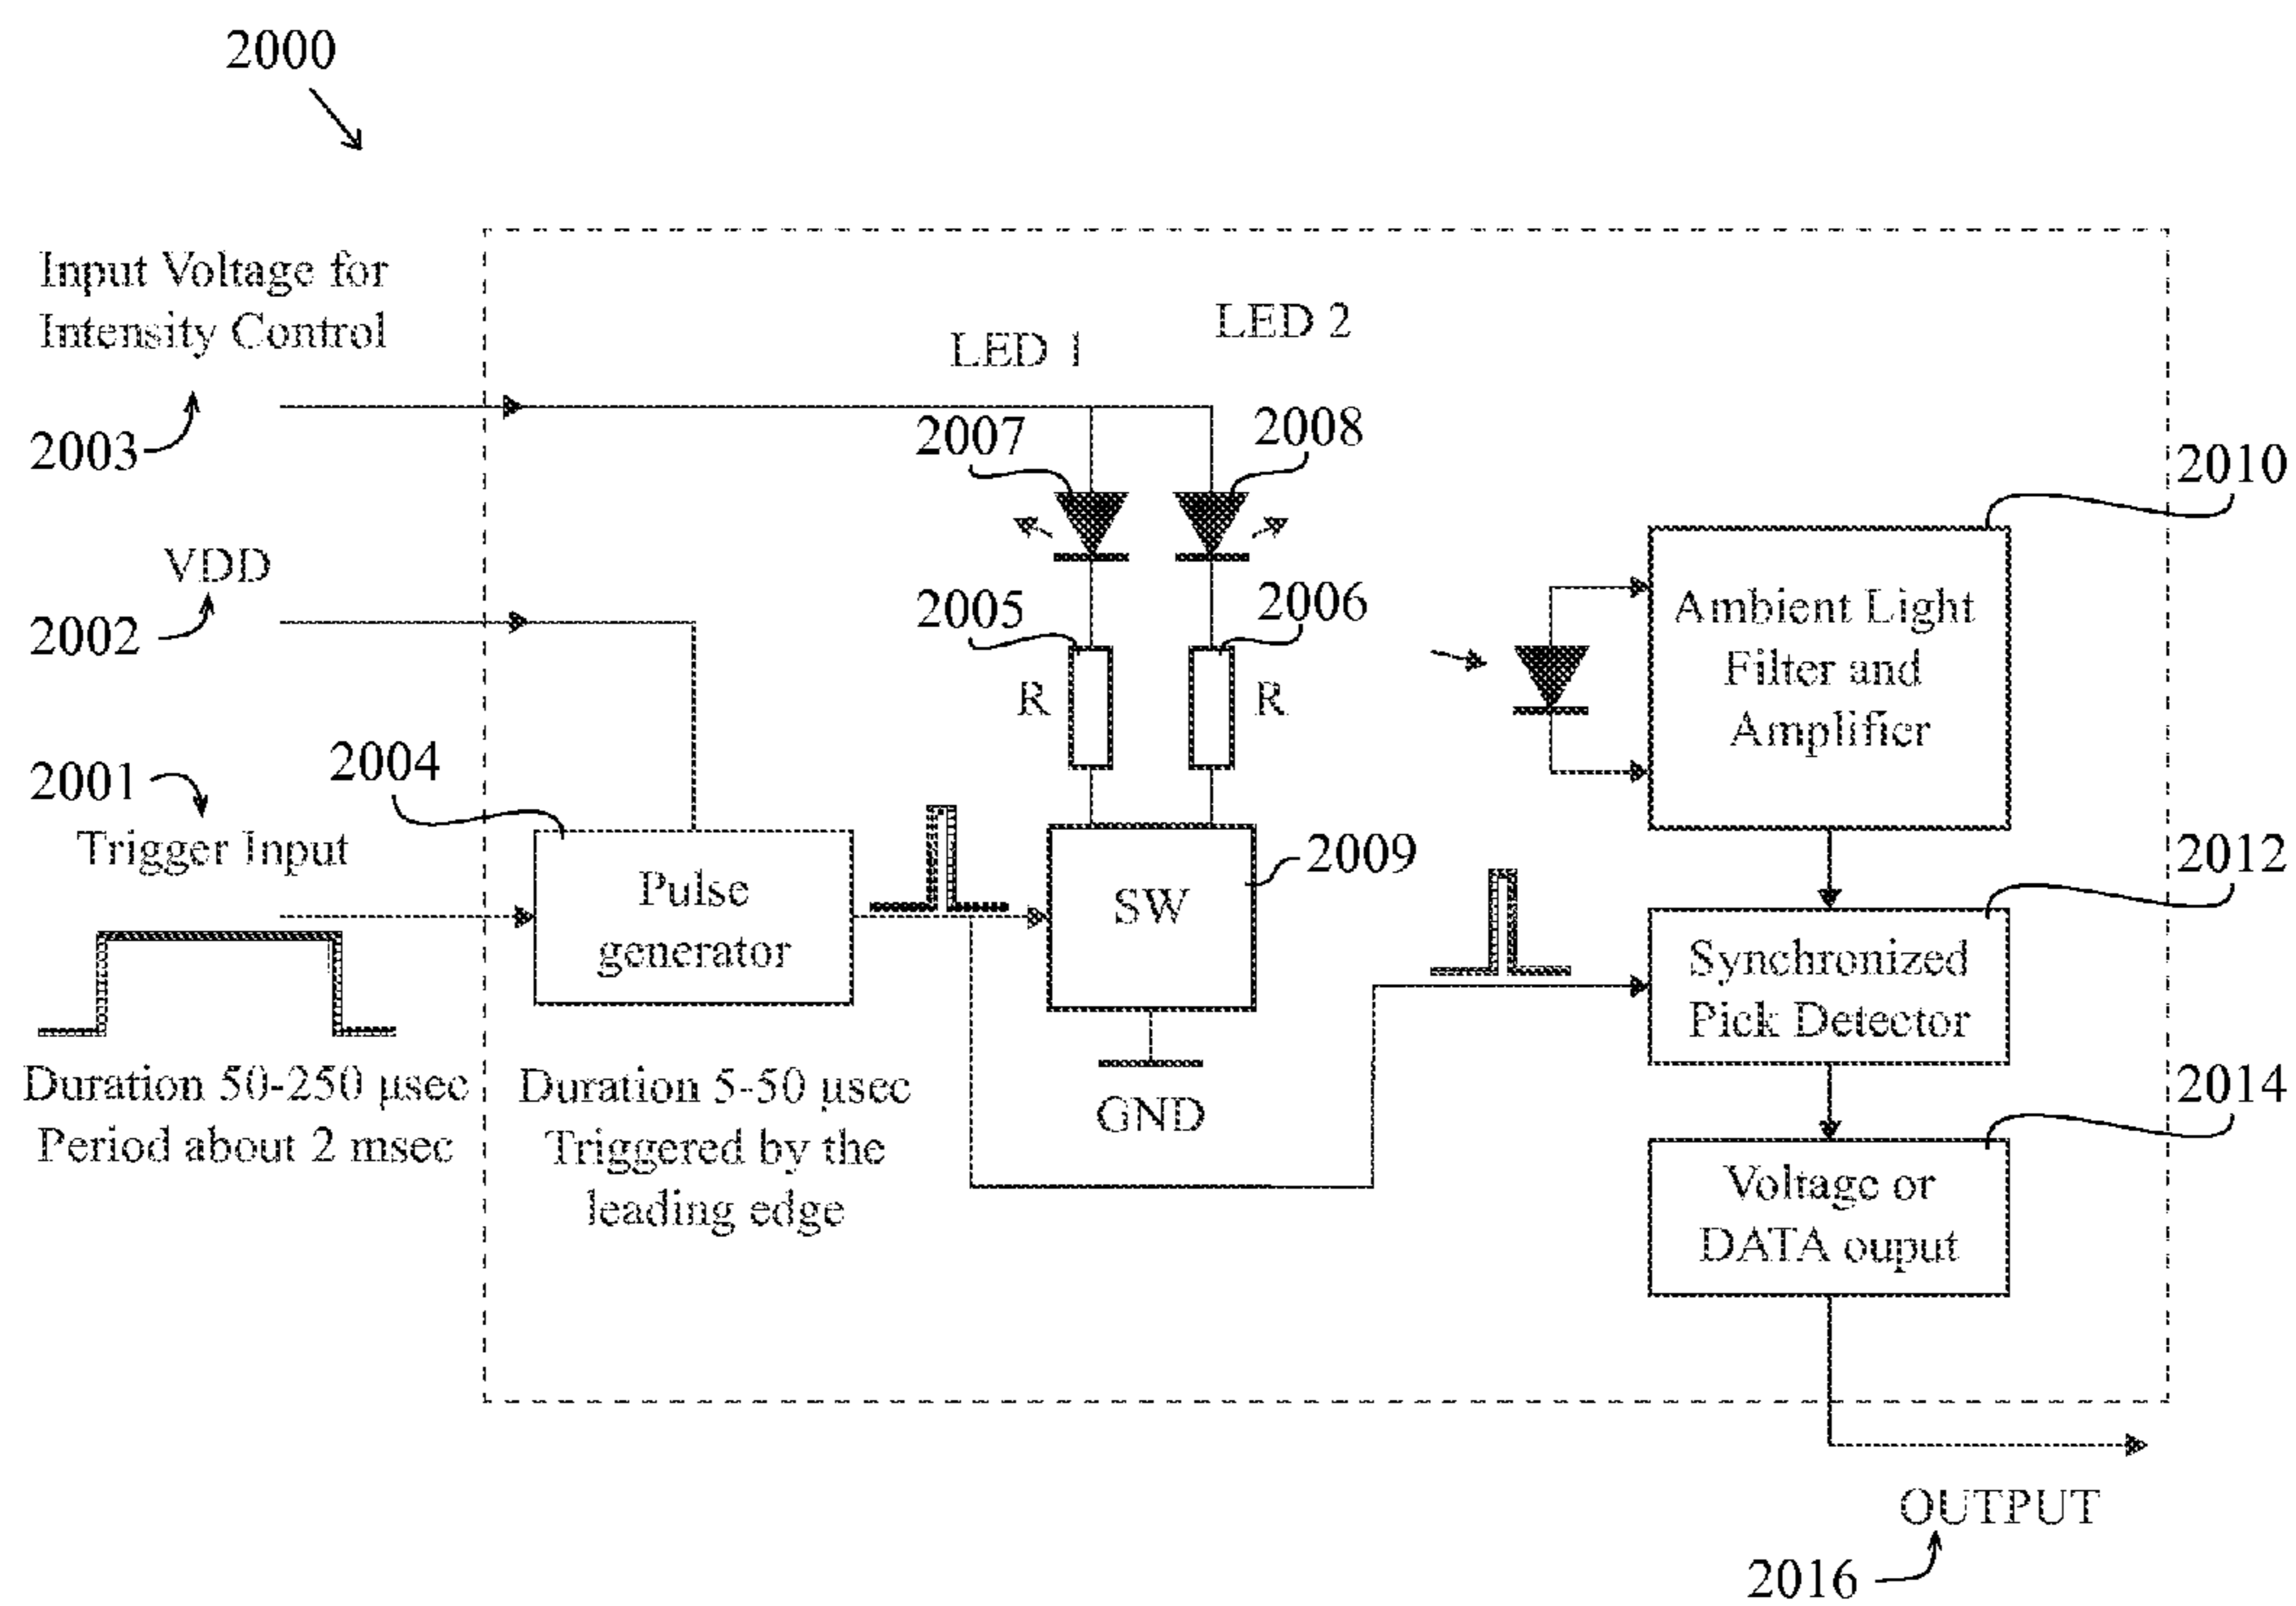 2000
Input Voltage for
Intensity Control
2003
VDD
2002
2001
Trigger Input
Duration 50-250 μsec
Period about 2 msec
2004
Pulse
generator
Duration 5-50 μsec
Triggered by the
leading edge
LED 1
LED 2
2007
2008
2005
2006
R
R
SW
2009
GND
2010
Ambient Light
Filter and
Amplifier
2012
Synchronized
Pick Detector
2014
Voltage or
DATA ouput
OUTPUT
2016